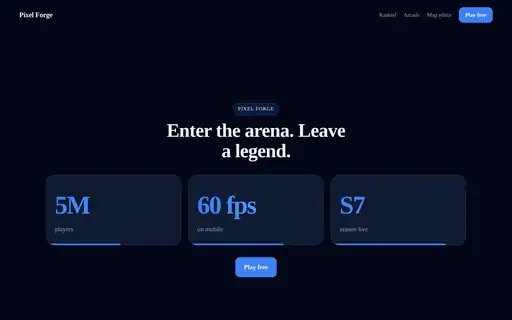 Pixel Forge
Ranked Arcade Map editor Play free
PIXEL FORGE
Enter the arena. Leave
a legend.
5M
players
60 fps
on mobile
S7
season live
Play free